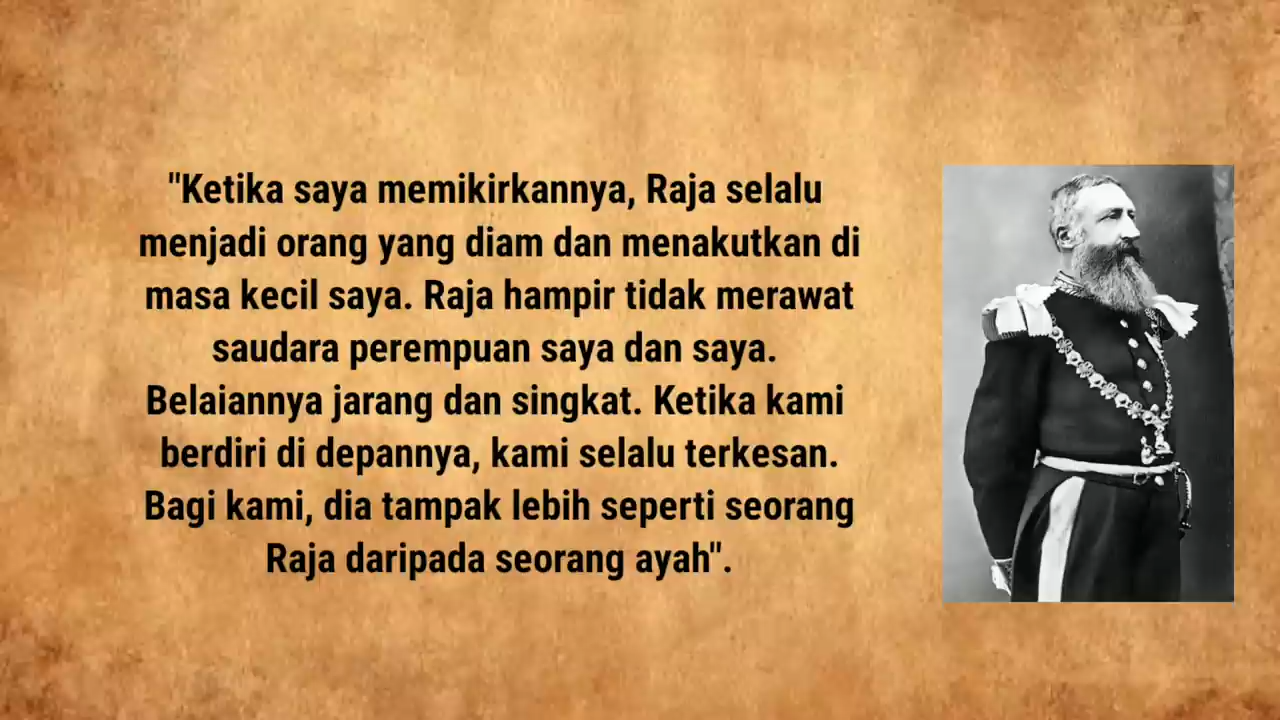 "Ketika saya memikirkannya, Raja selalu
menjadi orang yang diam dan menakutkan di
masa kecil saya. Raja hampir tidak merawat
saudara perempuan saya dan saya.
Belaiannya jarang dan singkat. Ketika kami
berdiri di depannya, kami selalu terkesan.
Bagi kami, dia tampak lebih seperti seorang
Raja daripada seorang ayah".